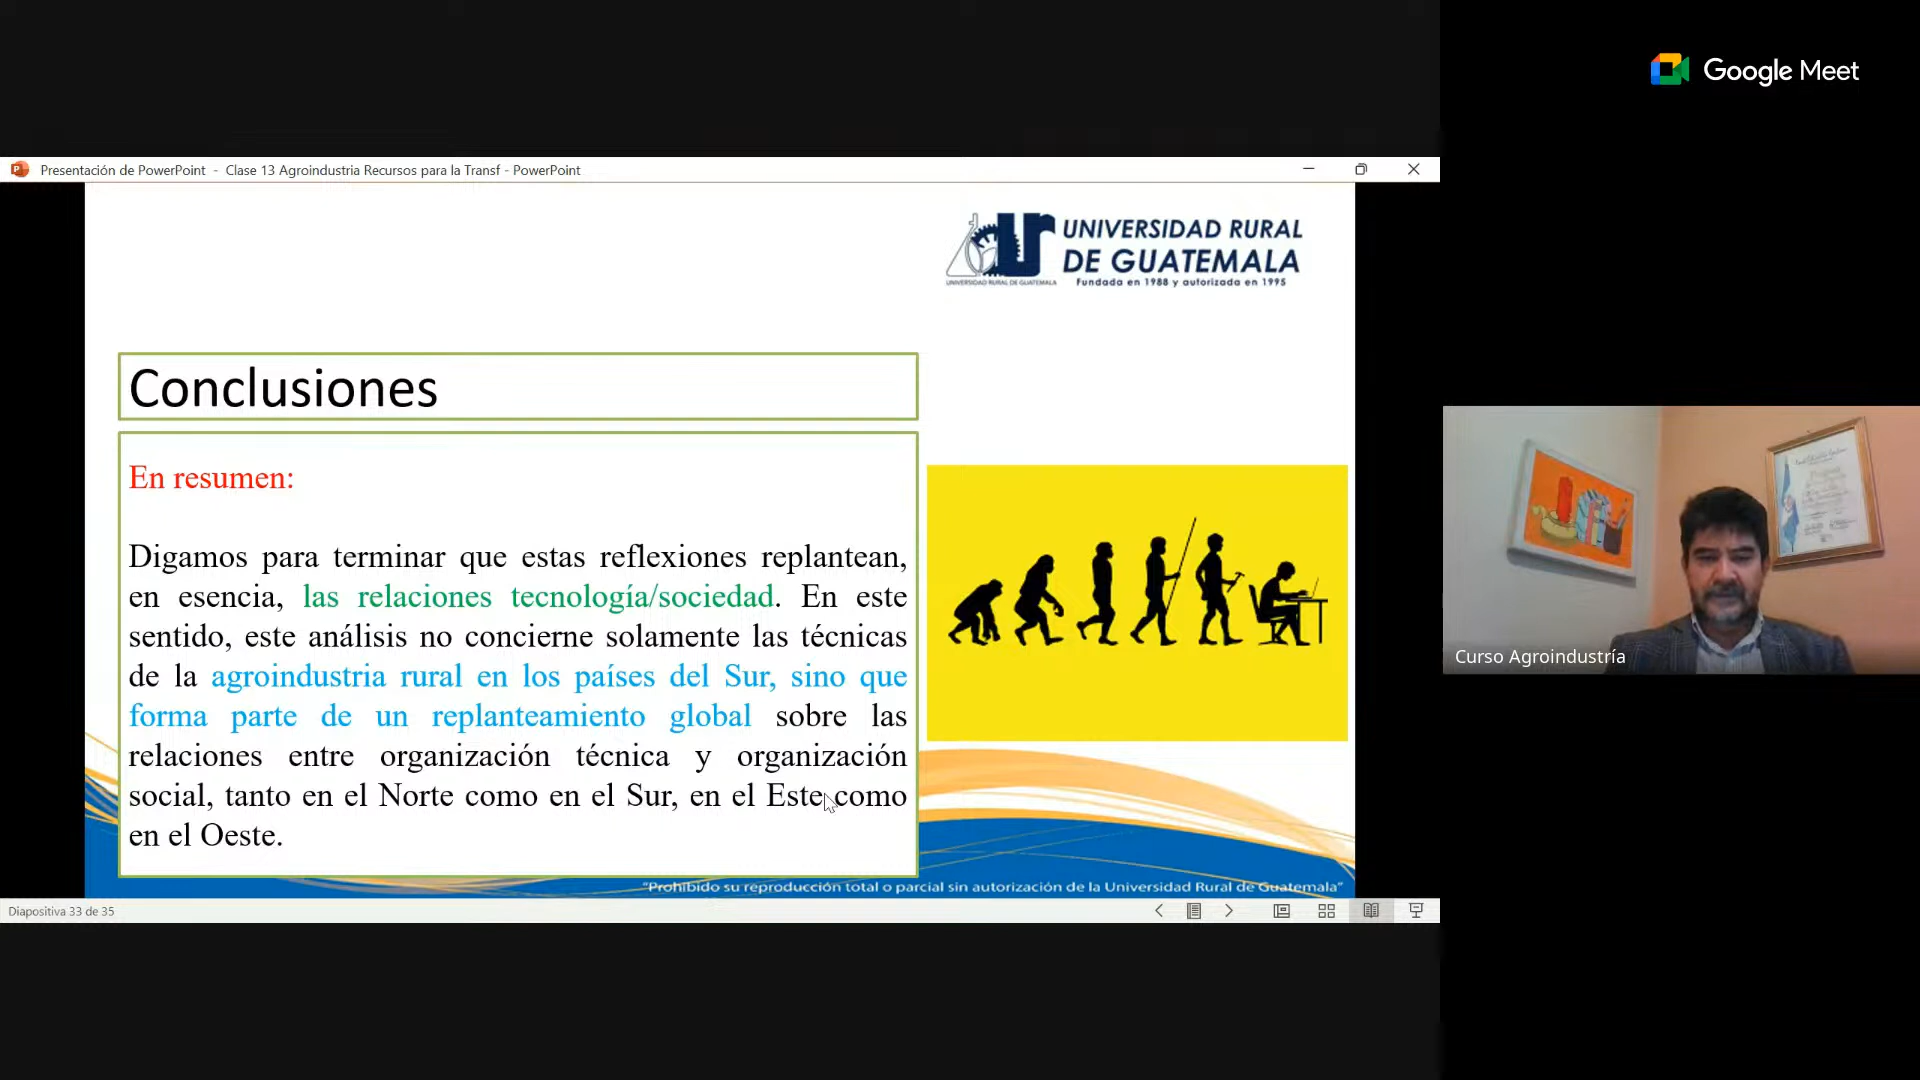 Google Meet
Presentación de PowerPoint - Clase 13 Agroindustria Recursos para la Transf - PowerPoint
UNIVERSIDAD RURAL
DE GUATEMALA
UNIVERSIDAD RURAL DE GUATEMALA
Fundada en 1988 y autorizada en 1995
Conclusiones
En resumen:
Digamos para terminar que estas reflexiones replantean,
en esencia, las relaciones tecnología/sociedad. En este
sentido, este análisis no concierne solamente las técnicas
de la agroindustria rural en los países del Sur, sino que
forma parte de un replanteamiento global sobre las
relaciones entre organización técnica y organización
social, tanto en el Norte como en el Sur, en el Este como
en el Oeste.
"Prohibido su reproducción total o parcial sin autorización de la Universidad Rural de Guatemala"
Diapositiva 33 de 35
Curso Agroindustría